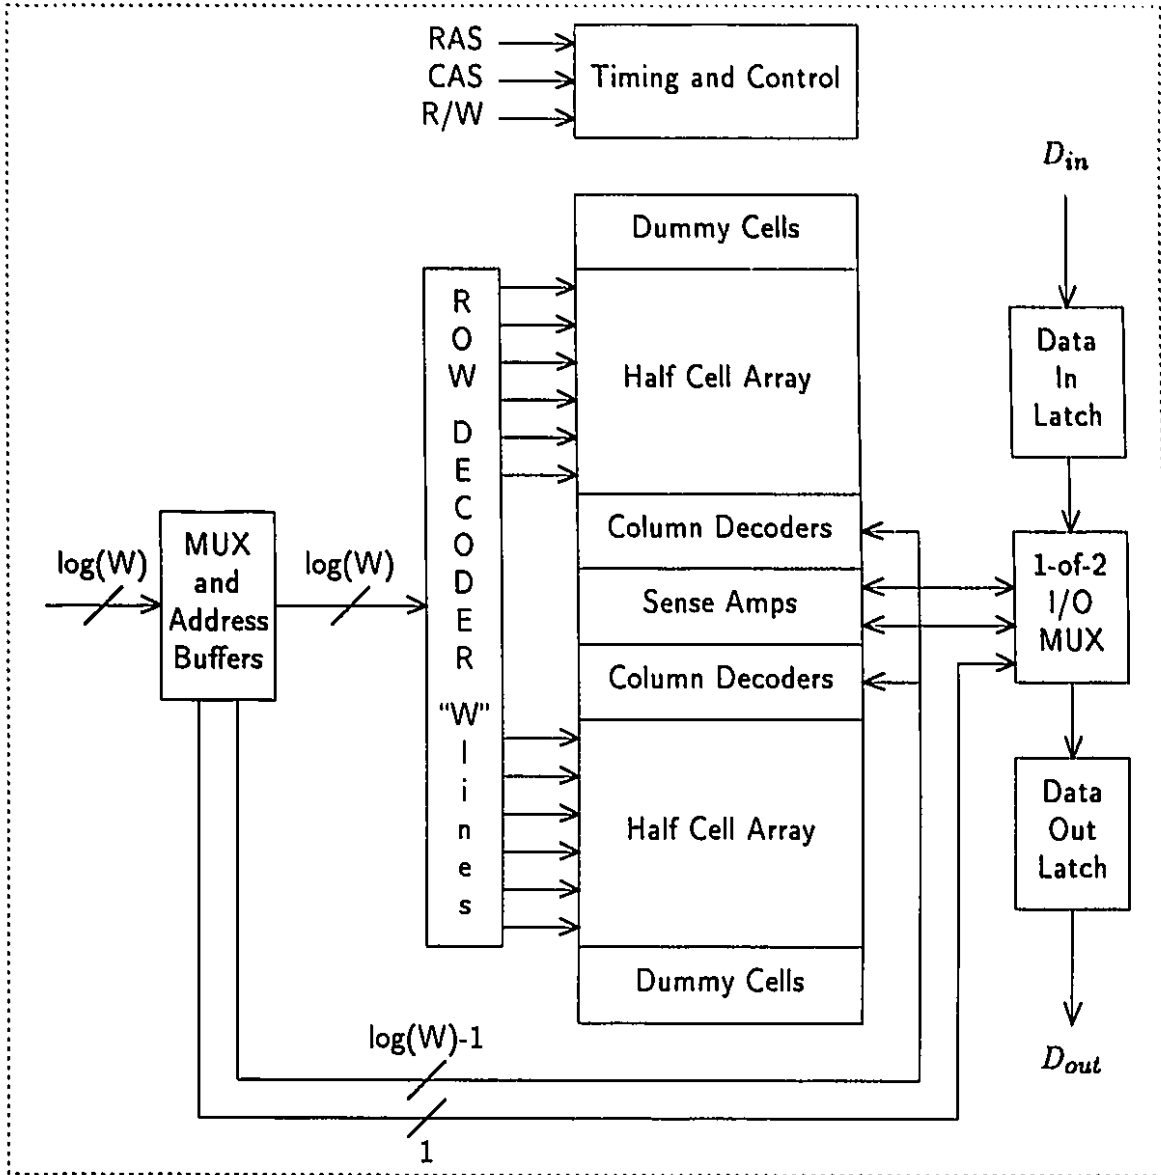 RAS
CAS
R/W
Timing and Control
D_in
Dummy Cells
R
O
W
D
E
C
O
D
E
R
"W"
l
i
n
e
s
Half Cell Array
Data
In
Latch
Column Decoders
Sense Amps
Column Decoders
log(W)
MUX
and
Address
Buffers
log(W)
1-of-2
I/O
MUX
Half Cell Array
Data
Out
Latch
Dummy Cells
log(W)-1
1
D_out